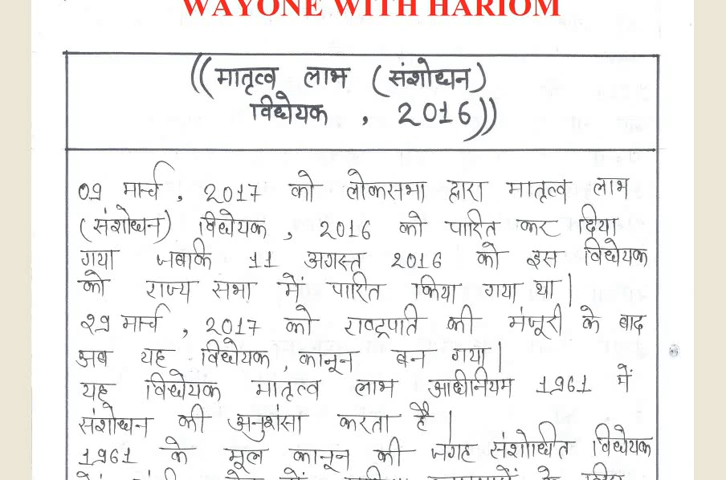 WAYONE WITH HARIOM
((मातृत्व लाभ (संशोधन)
विधेयक , 2016))
09 मार्च , 2017 को लोकसभा द्वारा मातृत्व लाभ
(संशोधन) विधेयक , 2016 को पारित कर दिया
गया जबकि 11 अगस्त 2016 को इस विधेयक
को राज्य सभा में पारित किया गया था|
29 मार्च , 2017 को राष्ट्रपति की मंजूरी के बाद
अब यह विधेयक , कानून बन गया|
यह विधेयक मातृत्व लाभ अधिनियम 1961 में
संशोधन की अनुशंसा करता है|
1961 के मूल कानून की जगह संशोधित विधेयक